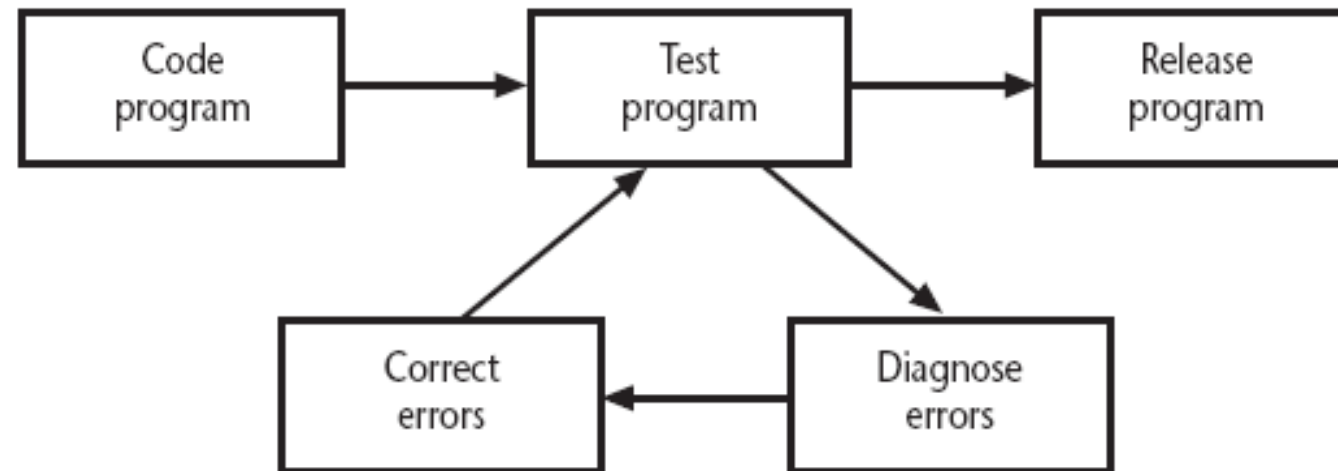 Code
program
Test
program
Release
program
Correct
errors
Diagnose
errors